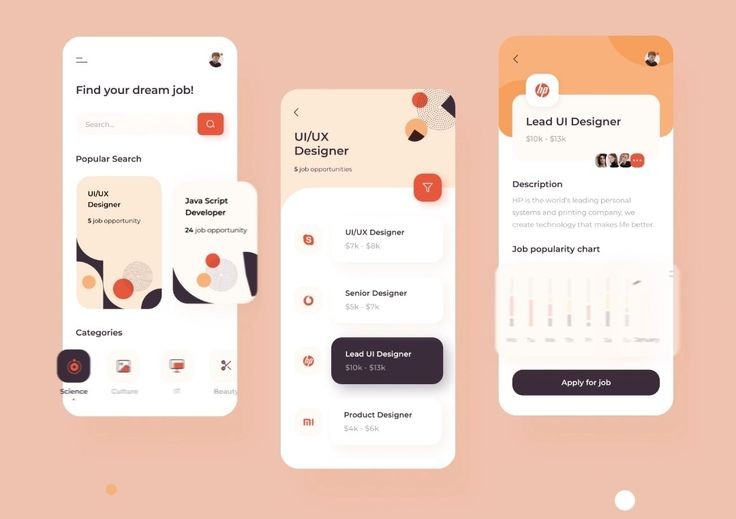 Find your dream job!
Search...
Popular Search
UI/UX
Designer
5 job opportunity
Java Script
Developer
24 job opportunity
Categories
Science
Culture
Beauty
UI/UX
Designer
5 job opportunities
UI/UX Designer
$7k - $8k
Senior Designer
$5k - $7k
hp
Lead UI Designer
$10k - $13k
mi
Product Designer
$4k - $6k
hp
Lead UI Designer
$10k - $13k
Description
HP is the world's leading personal
systems and printing company, we
create technology that makes life better.
Job popularity chart
Apply for job